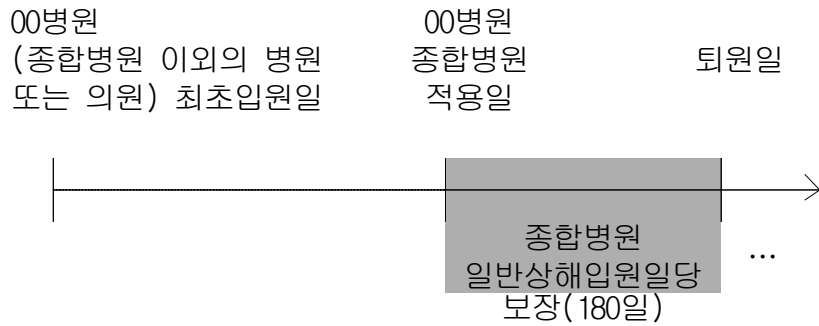 00병원
(종합병원 이외의 병원
또는 의원) 최초입원일
00병원
종합병원
적용일
퇴원일
종합병원
일반상해입원일당
보장(180일)
…